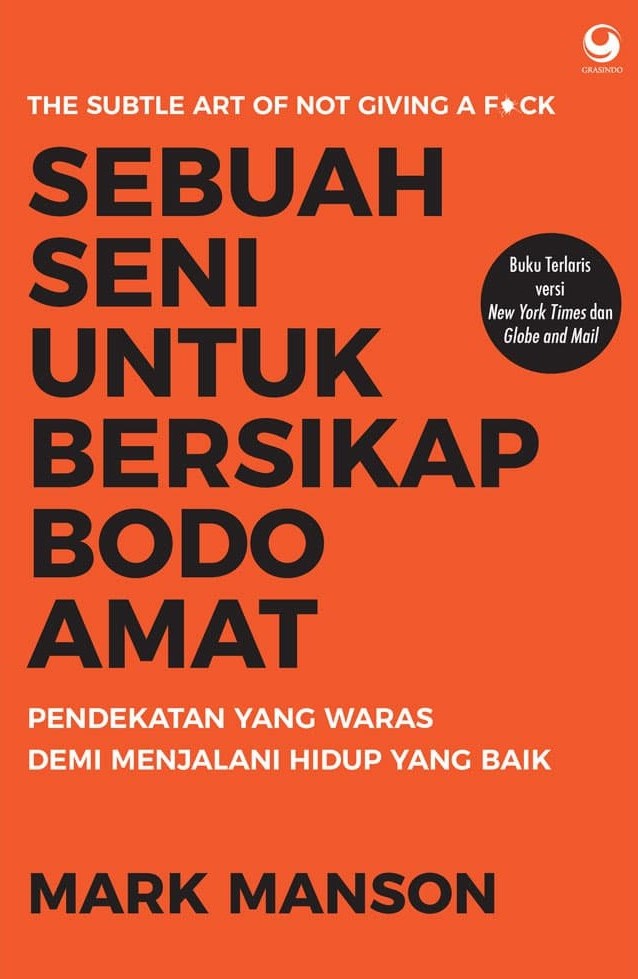 GRASINDO
THE SUBTLE ART OF NOT GIVING A F*CK
SEBUAH
SENI
UNTUK
BERSIKAP
BODO
AMAT
Buku Terlaris
versi
New York Times dan
Globe and Mail
PENDEKATAN YANG WARAS
DEMI MENJALANI HIDUP YANG BAIK
MARK MANSON